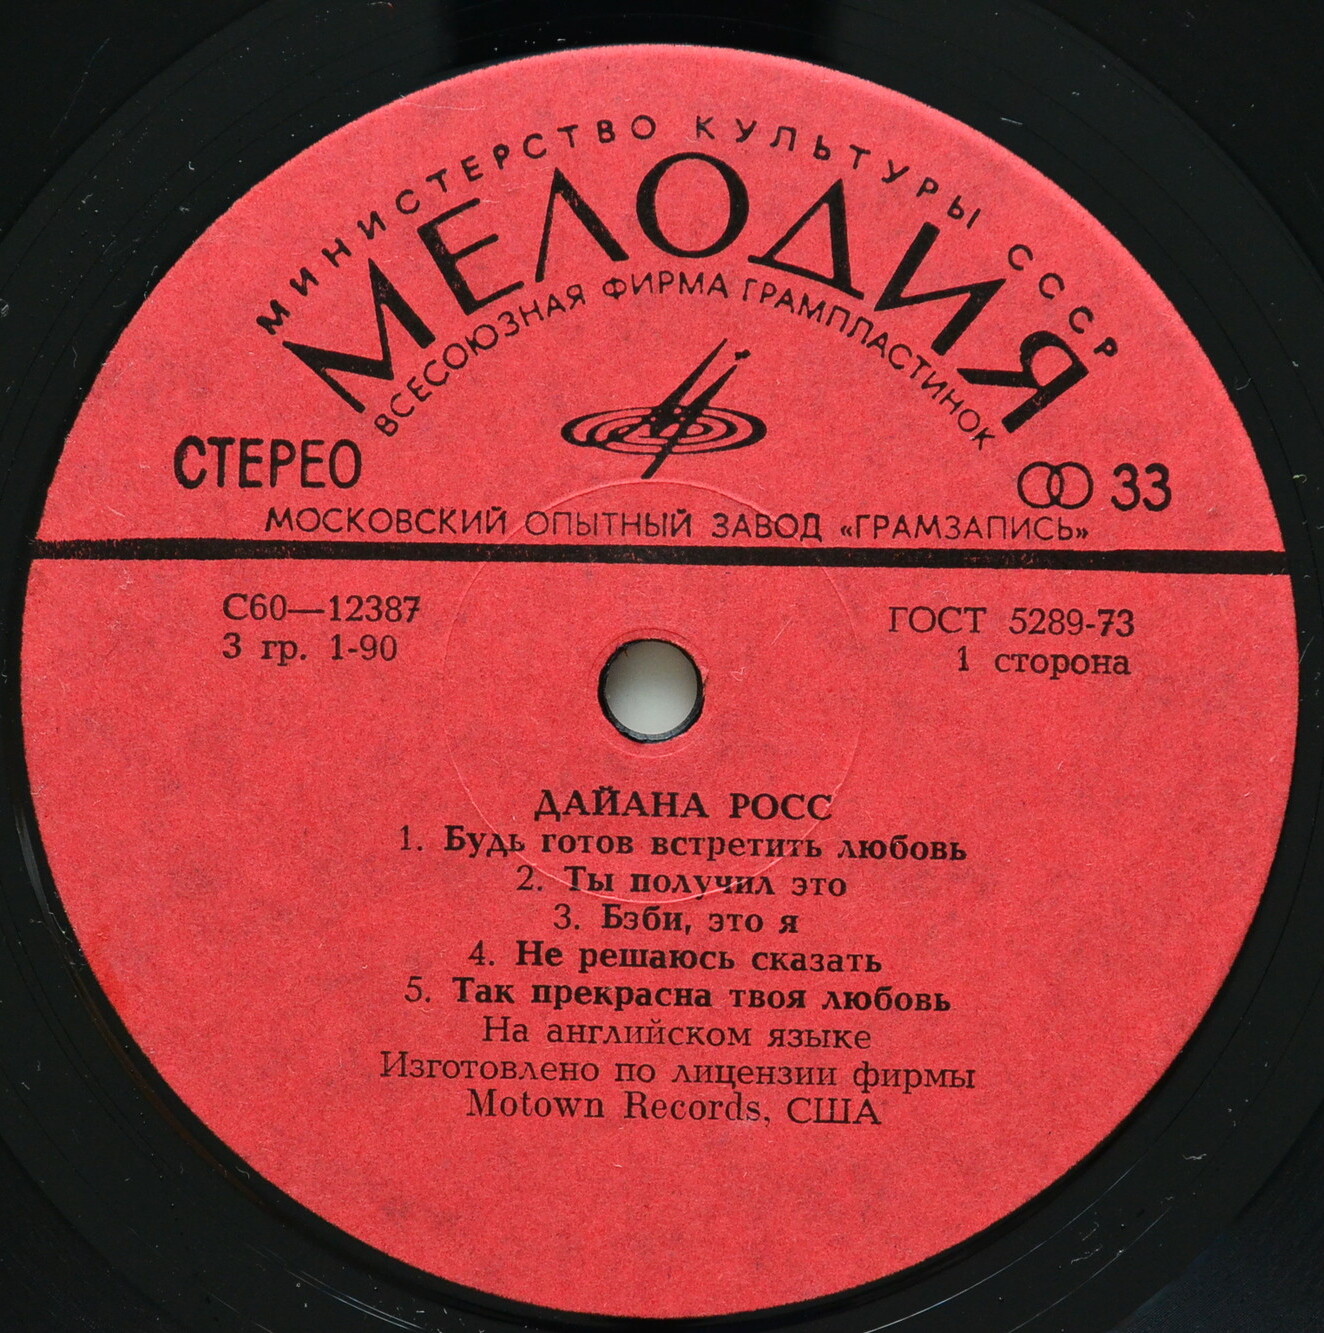 МИНИСТЕРСТВО КУЛЬТУРЫ СССР
МЕЛОДИЯ
ВСЕСОЮЗНАЯ ФИРМА ГРАМПЛАСТИНОК
СТЕРЕО
33
МОСКОВСКИЙ ОПЫТНЫЙ ЗАВОД «ГРАМЗАПИСЬ»
С60—12387
3 гр. 1-90
ГОСТ 5289-73
1 сторона
ДАЙАНА РОСС
1. Будь готов встретить любовь
2. Ты получил это
3. Бэби, это я
4. Не решаюсь сказать
5. Так прекрасна твоя любовь
На английском языке
Изготовлено по лицензии фирмы
Motown Records, США